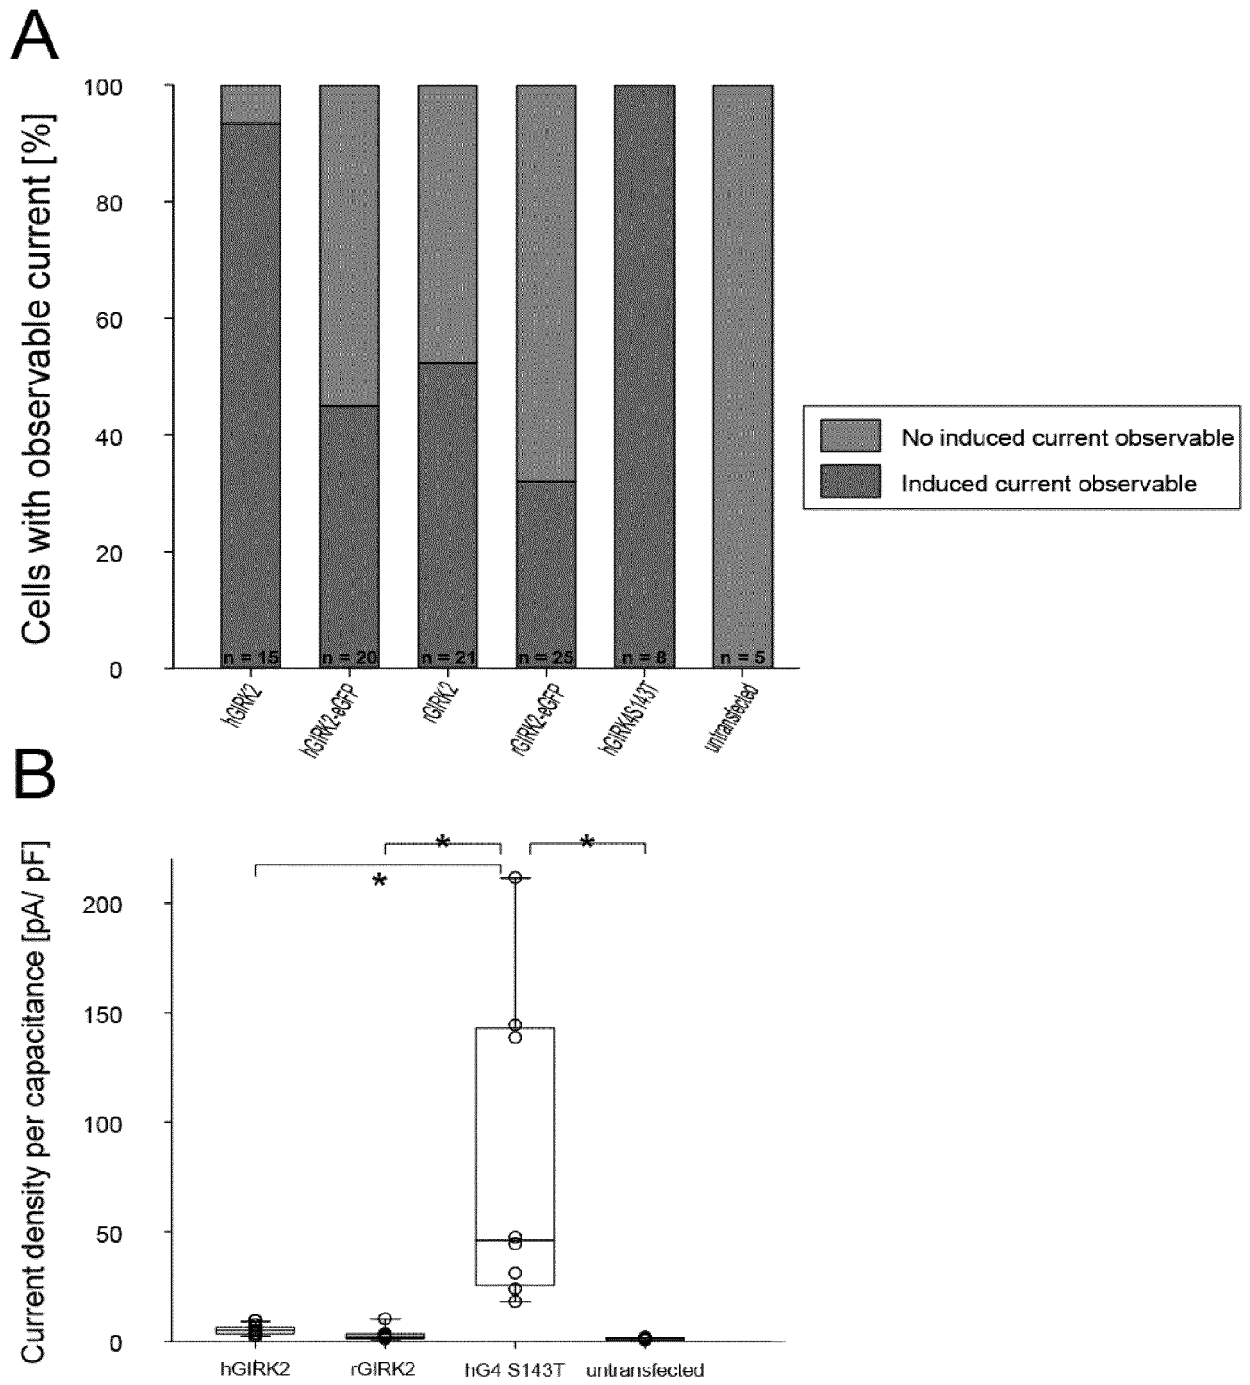 A
Cells with observable current [%]
100
80
60
40
20
0
n = 15
n = 20
n = 21
n = 25
n = 8
n = 5
hGIRK2
hGIRK2-eGFP
rGIRK2
rGIRK2-eGFP
hGIRK4S143T
untransfected
No induced current observable
Induced current observable
B
Current density per capacitance [pA/ pF]
200
150
100
50
0
*
*
*
hGIRK2
rGIRK2
hG4 S143T
untransfected